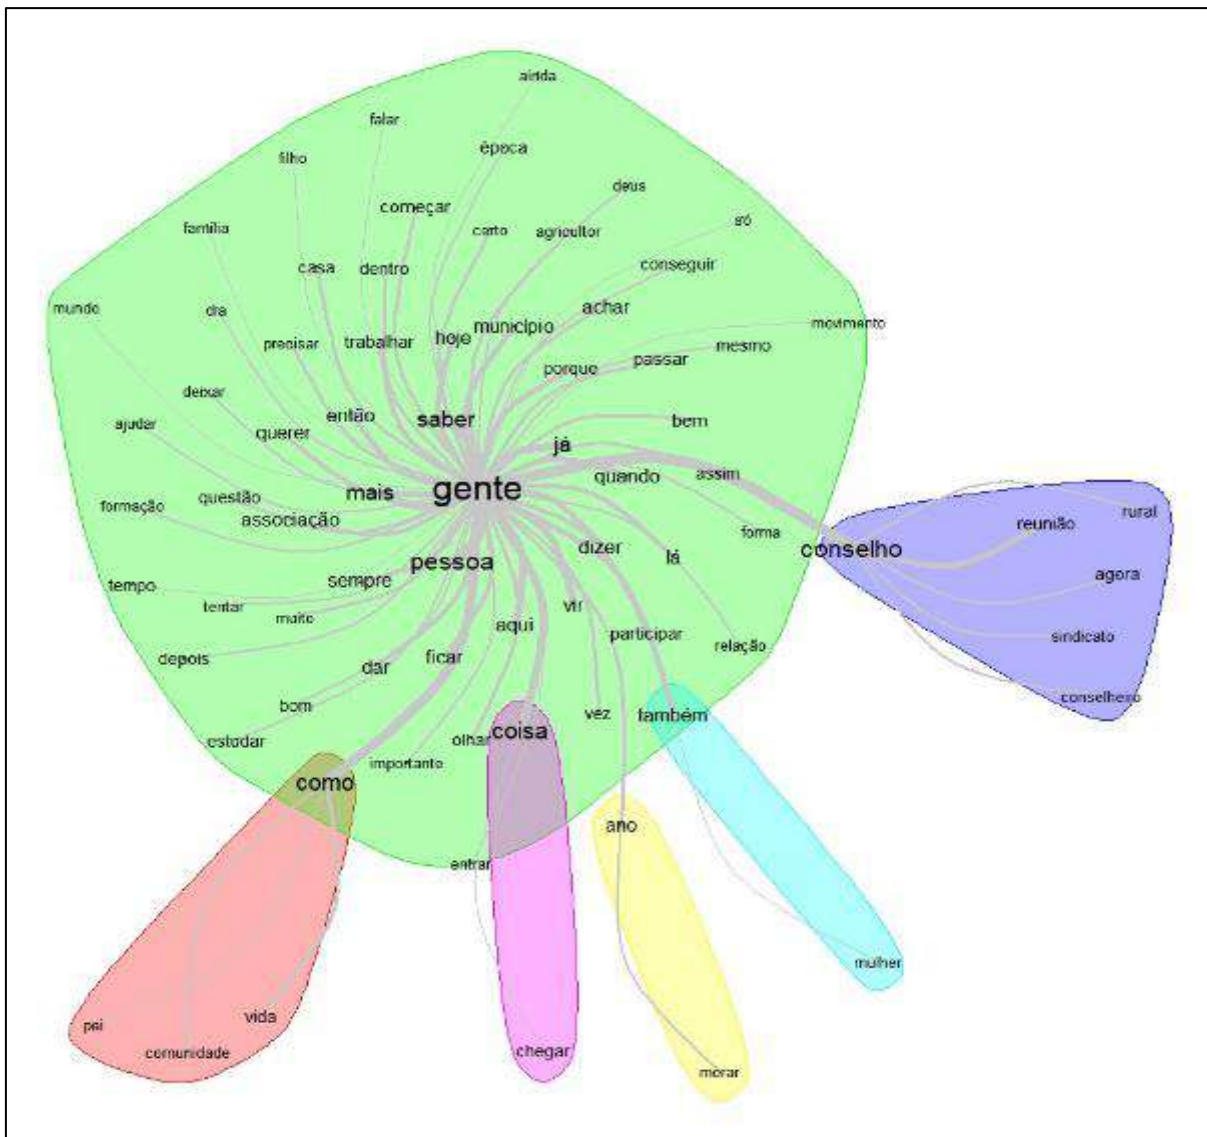 ainda
falar
época
filho
deus
começar
só
família
certo
agricultor
casa
dentro
conseguir
mundo
dra
achar
movimento
município
hoje
precisar
trabalhar
mesmo
passar
porque
deixar
então
saber
bem
ajudar
querer
já
quando
assim
gente
mais
questão
formação
associação
rural
reunião
forma
dizer
conselho
lá
pessoa
agora
sempre
tempo
tentar
vir
muito
aqui
participar
sindicato
relação
depois
ficar
dar
conselheiro
bom
vez
também
coisa
estudar
olhar
importante
como
ano
entrar
mulher
vida
pai
comunidade
chegar
morar